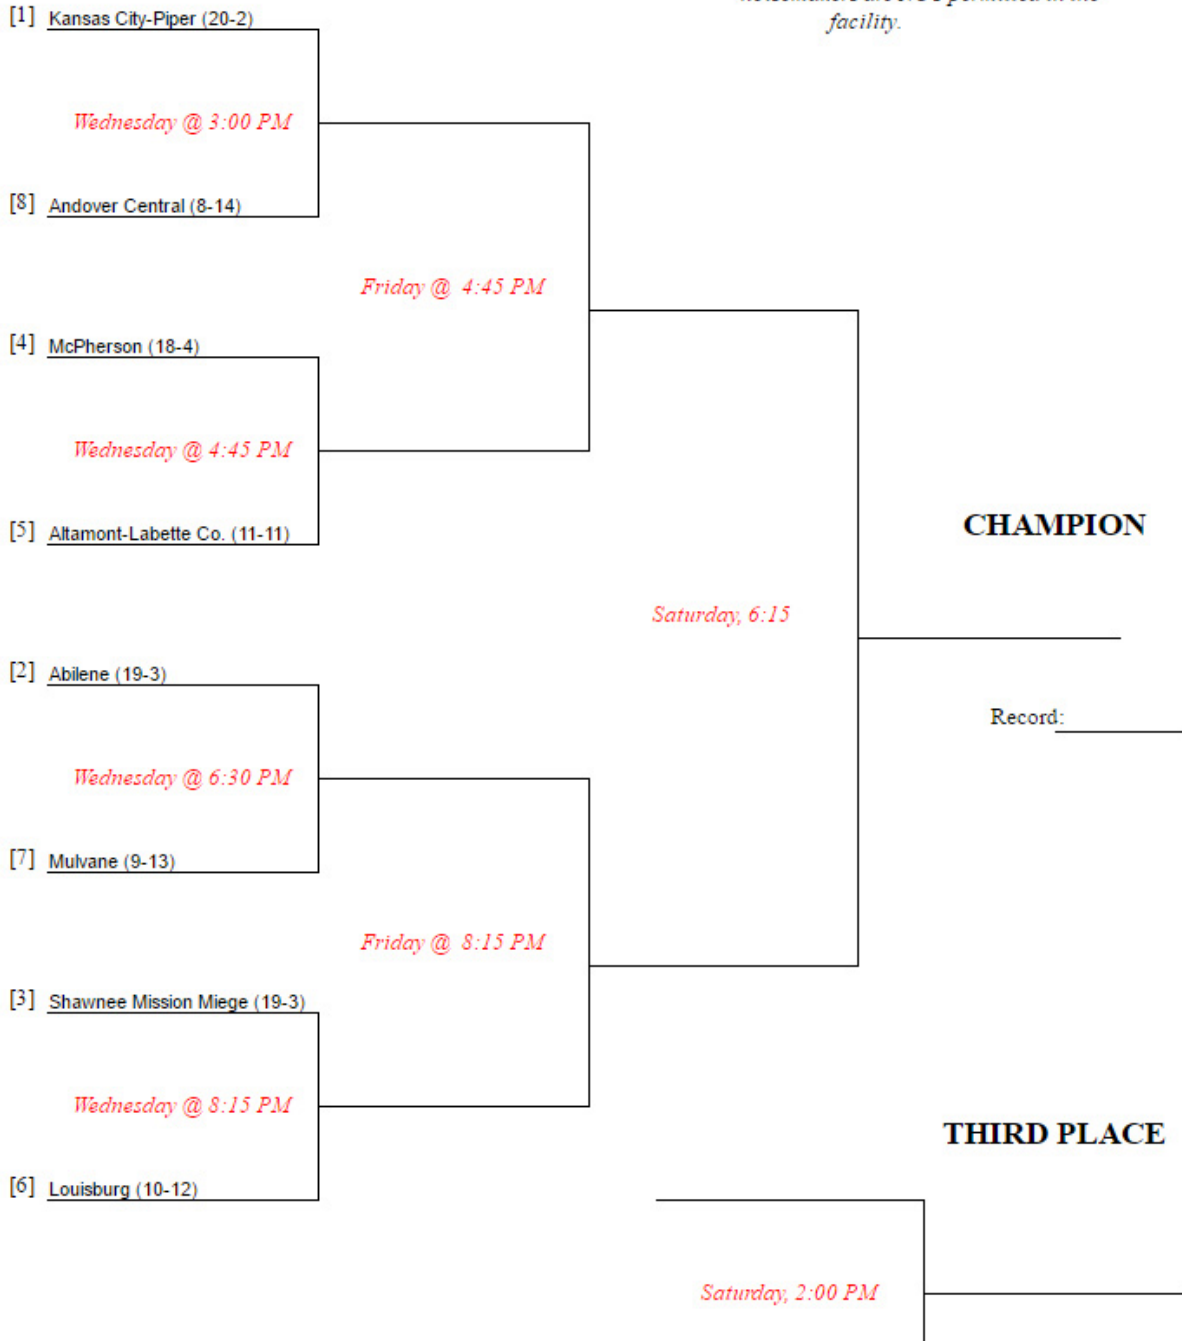 [1] Kansas City-Piper (20-2)
facility.
Wednesday @ 3:00 PM
[8] Andover Central (8-14)
Friday @ 4:45 PM
[4] McPherson (18-4)
Wednesday @ 4:45 PM
[5] Altamont-Labette Co. (11-11)
CHAMPION
Saturday, 6:15
[2] Abilene (19-3)
Record:
Wednesday @ 6:30 PM
[7] Mulvane (9-13)
Friday @ 8:15 PM
[3] Shawnee Mission Miege (19-3)
Wednesday @ 8:15 PM
THIRD PLACE
[6] Louisburg (10-12)
Saturday, 2:00 PM